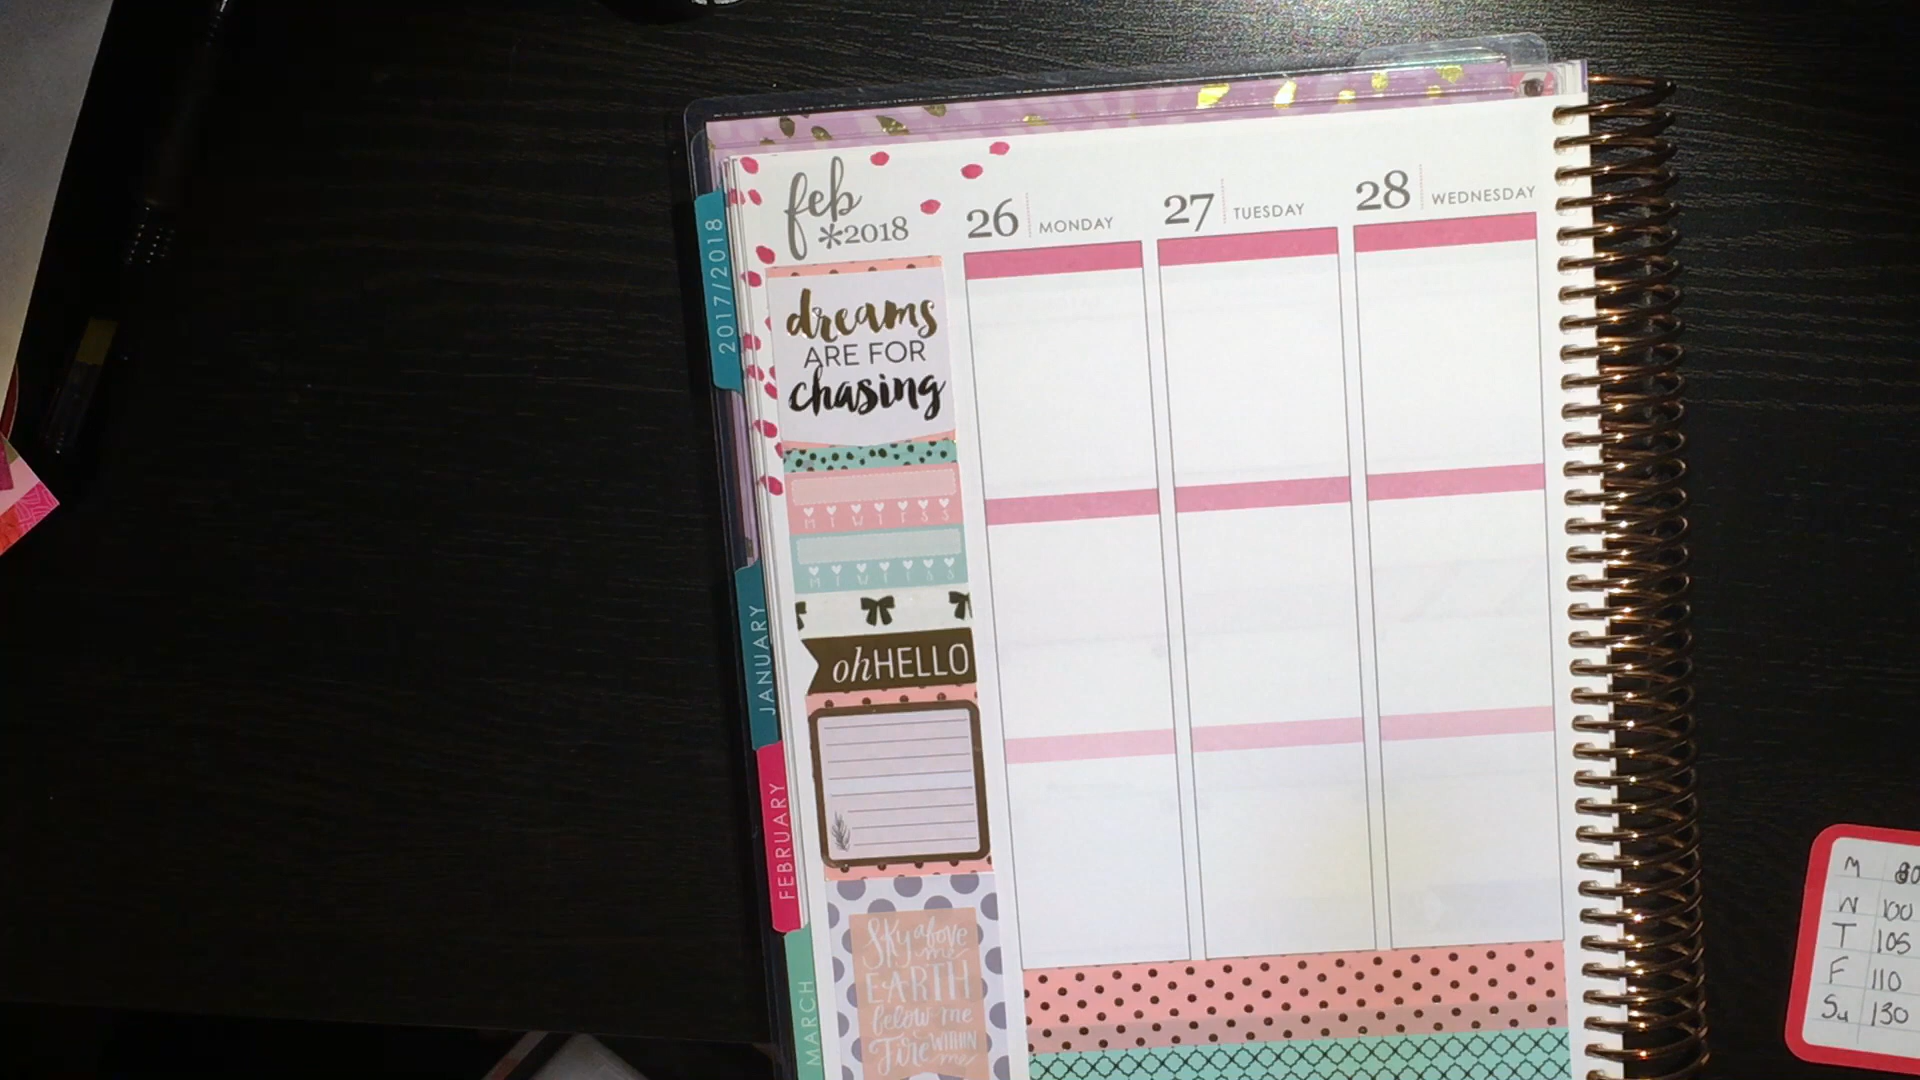 feb
*2018
26 MONDAY
27 TUESDAY
28 WEDNESDAY
2017/2018
dreams
ARE FOR
chasing
M T W T F S S
M T W T F S S
ohHELLO
JANUARY
FEBRUARY
MARCH
Sky above
me
EARTH
below me
Fire WITHIN
me
M 80
W 100
T 105
F 110
Su 130